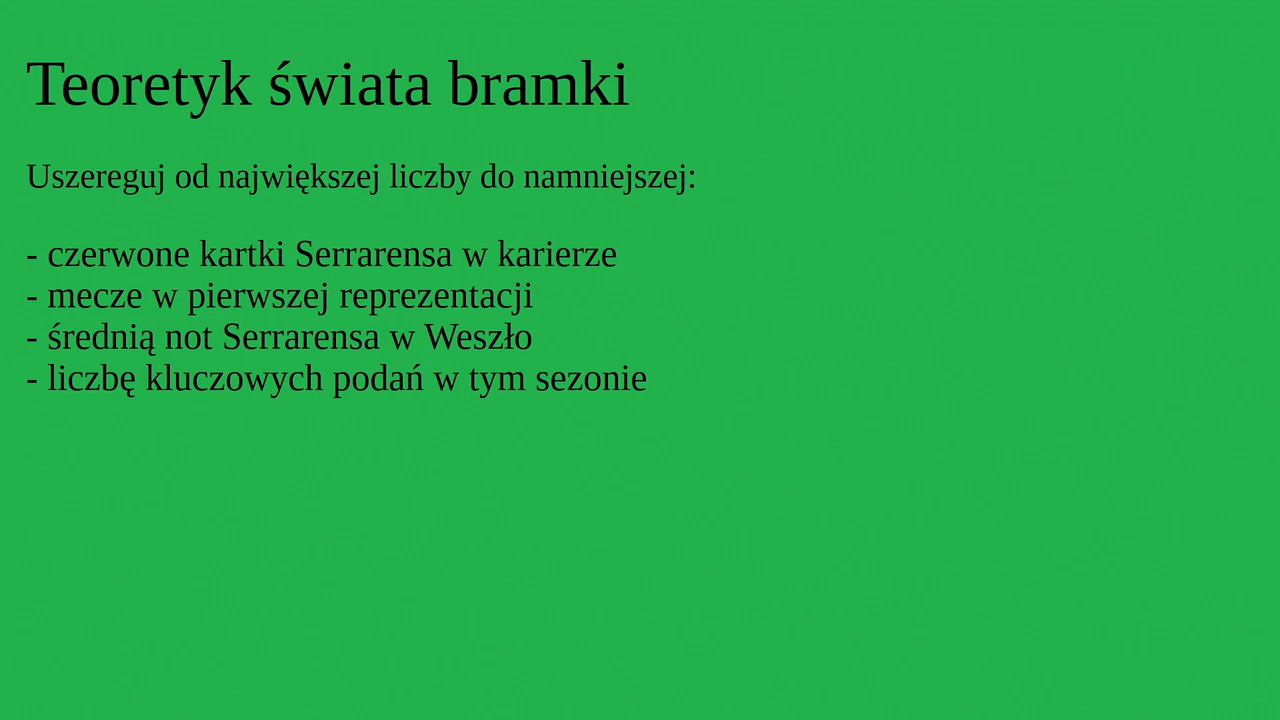 Teoretyk świata bramki
Uszereguj od największej liczby do namniejszej:
- czerwone kartki Serrarensa w karierze
- mecze w pierwszej reprezentacji
- średnią not Serrarensa w Weszło
- liczbę kluczowych podań w tym sezonie